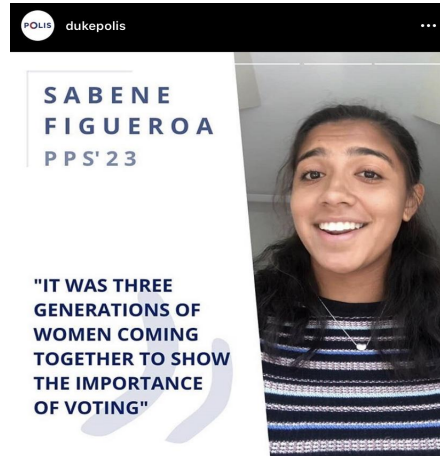 POLIS
dukepolis
SABENE
FIGUEROA
PPS'23
"IT WAS THREE
GENERATIONS OF
WOMEN COMING
TOGETHER TO SHOW
THE IMPORTANCE
OF VOTING"